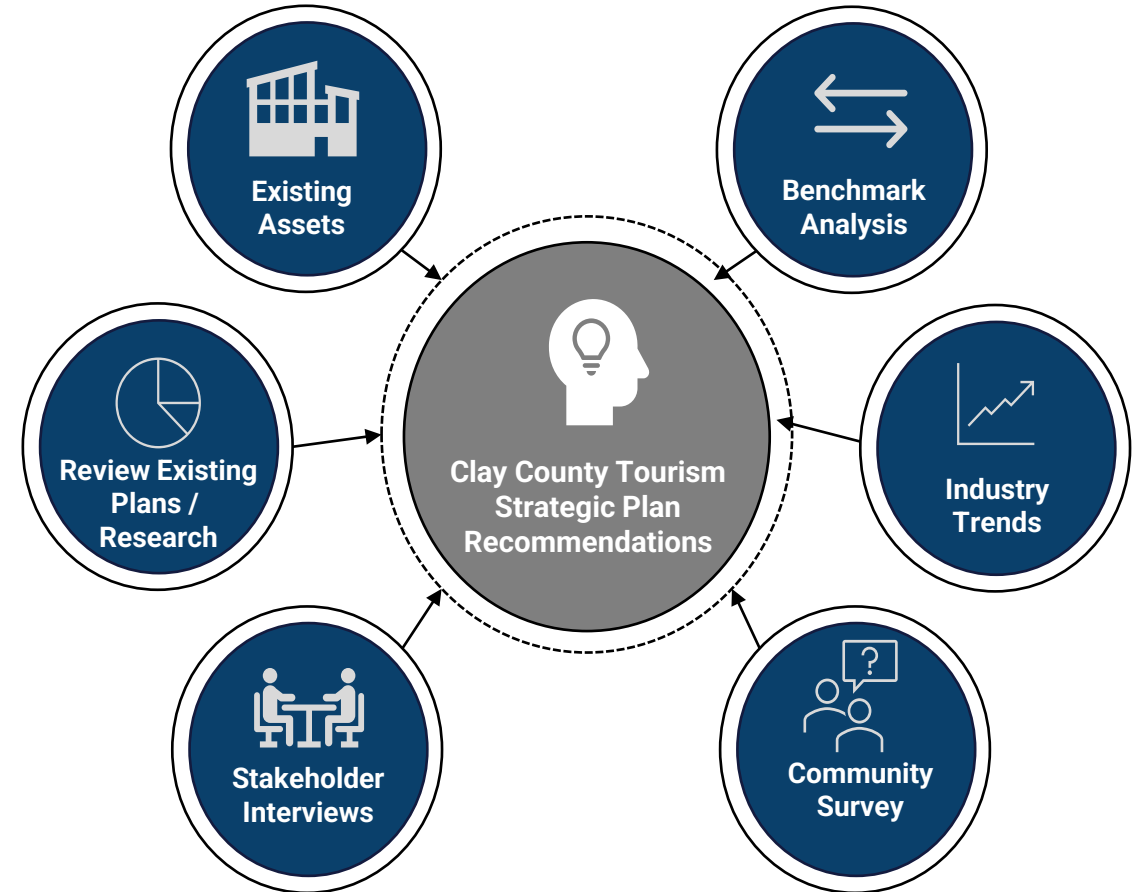 Existing
Assets
Benchmark
Analysis
Review Existing
Plans /
Research
Clay County Tourism
Strategic Plan
Recommendations
Industry
Trends
Stakeholder
Interviews
?
Community
Survey